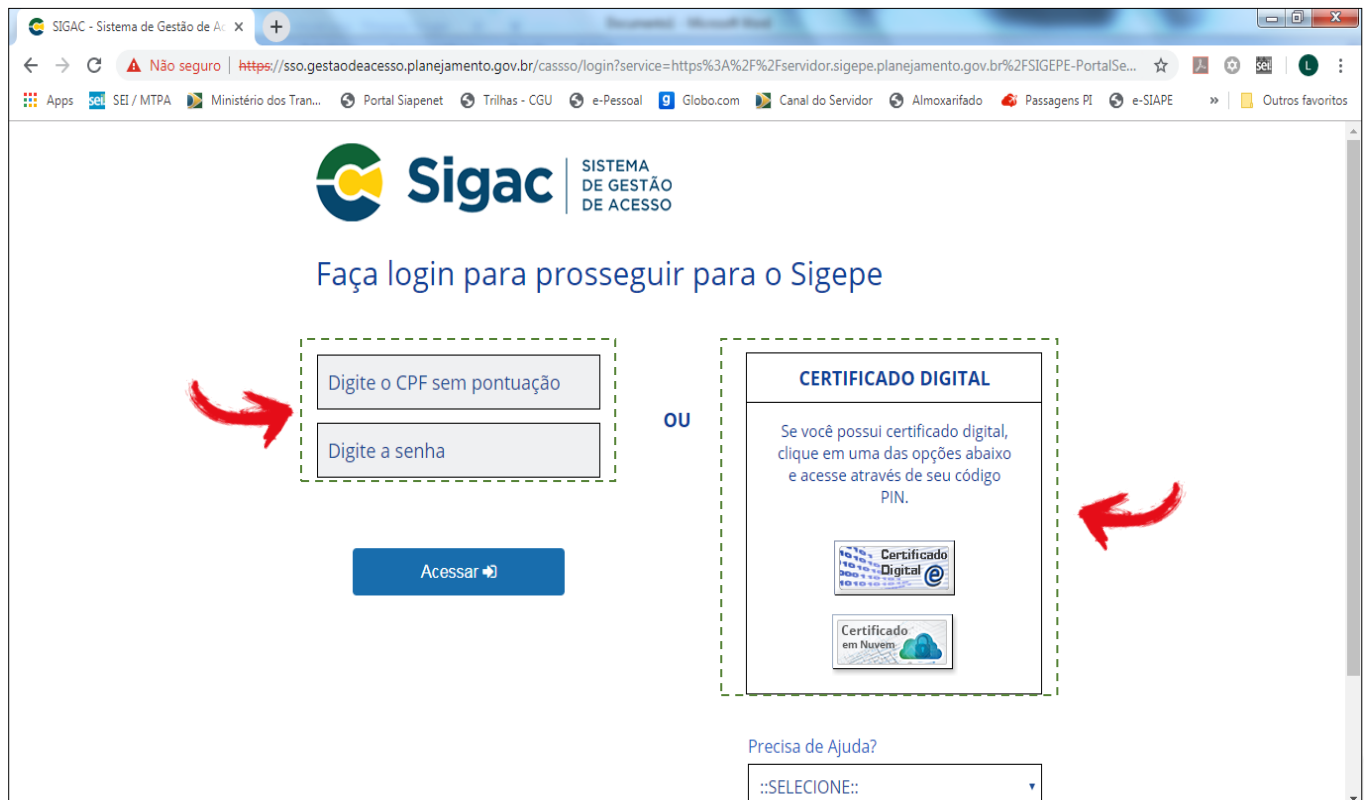 SIGAC - Sistema de Gestão de Ac
Document1 - Microsoft Word
Não seguro | https://sso.gestaodeacesso.planejamento.gov.br/cassso/login?service=https%3A%2F%2Fservidor.sigepe.planejamento.gov.br%2FSIGEPE-PortalSe...
sei!
L
Apps
sei! SEI / MTPA
Ministério dos Tran...
Portal Siapenet
Trilhas - CGU
e-Pessoal
g Globo.com
Canal do Servidor
Almoxarifado
Passagens PI
e-SIAPE
»
Outros favoritos
Sigac
SISTEMA
DE GESTÃO
DE ACESSO
Faça login para prosseguir para o Sigepe
Digite o CPF sem pontuação
Digite a senha
Acessar
OU
CERTIFICADO DIGITAL
Se você possui certificado digital,
clique em uma das opções abaixo
e acesse através de seu código
PIN.
Certificado
Digital
Certificado
em Nuvem
Precisa de Ajuda?
::SELECIONE::